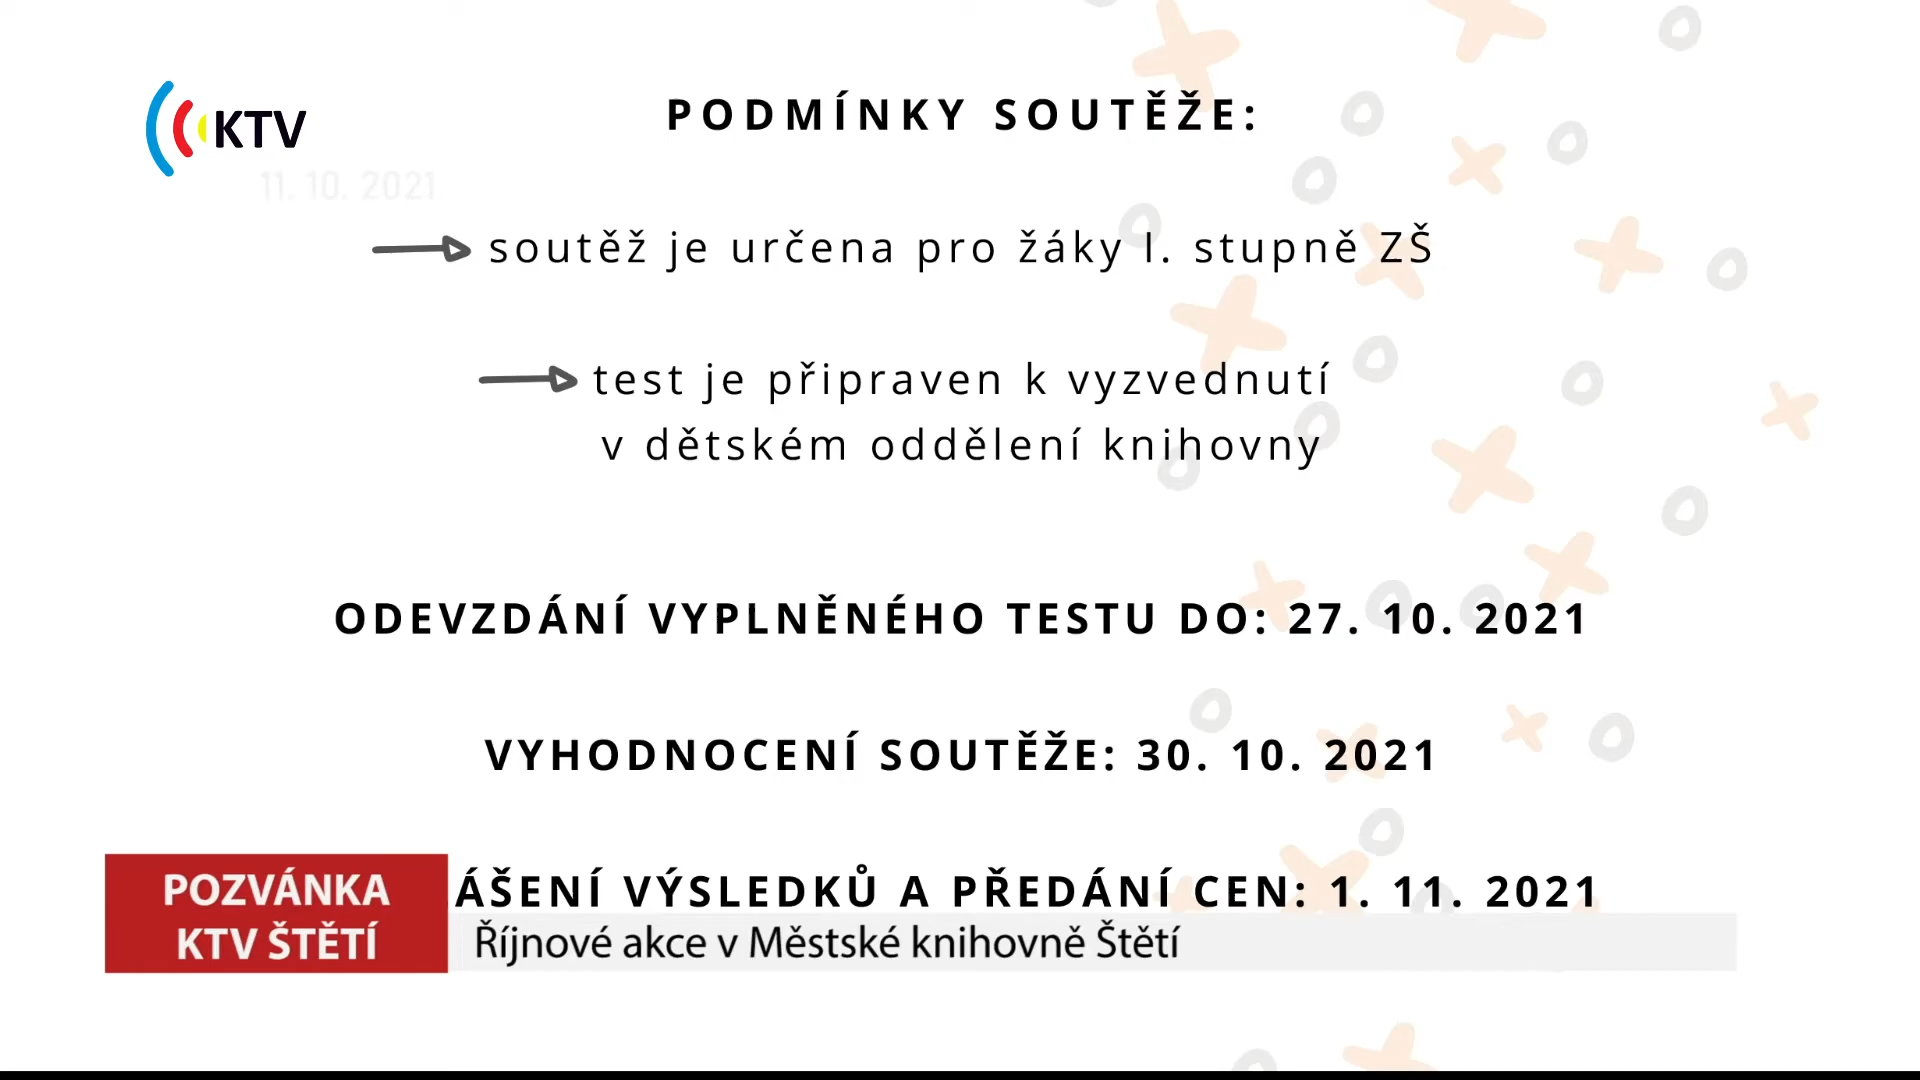 KTV
PODMÍNKY SOUTĚŽE:
11. 10. 2021
soutěž je určena pro žáky I. stupně ZŠ
test je připraven k vyzvednutí
v dětském oddělení knihovny
ODEVZDÁNÍ VYPLNĚNÉHO TESTU DO: 27. 10. 2021
VYHODNOCENÍ SOUTĚŽE: 30. 10. 2021
ÁŠENÍ VÝSLEDKŮ A PŘEDÁNÍ CEN: 1. 11. 2021
POZVÁNKA
KTV ŠTĚTÍ
Říjnové akce v Městské knihovně Štětí